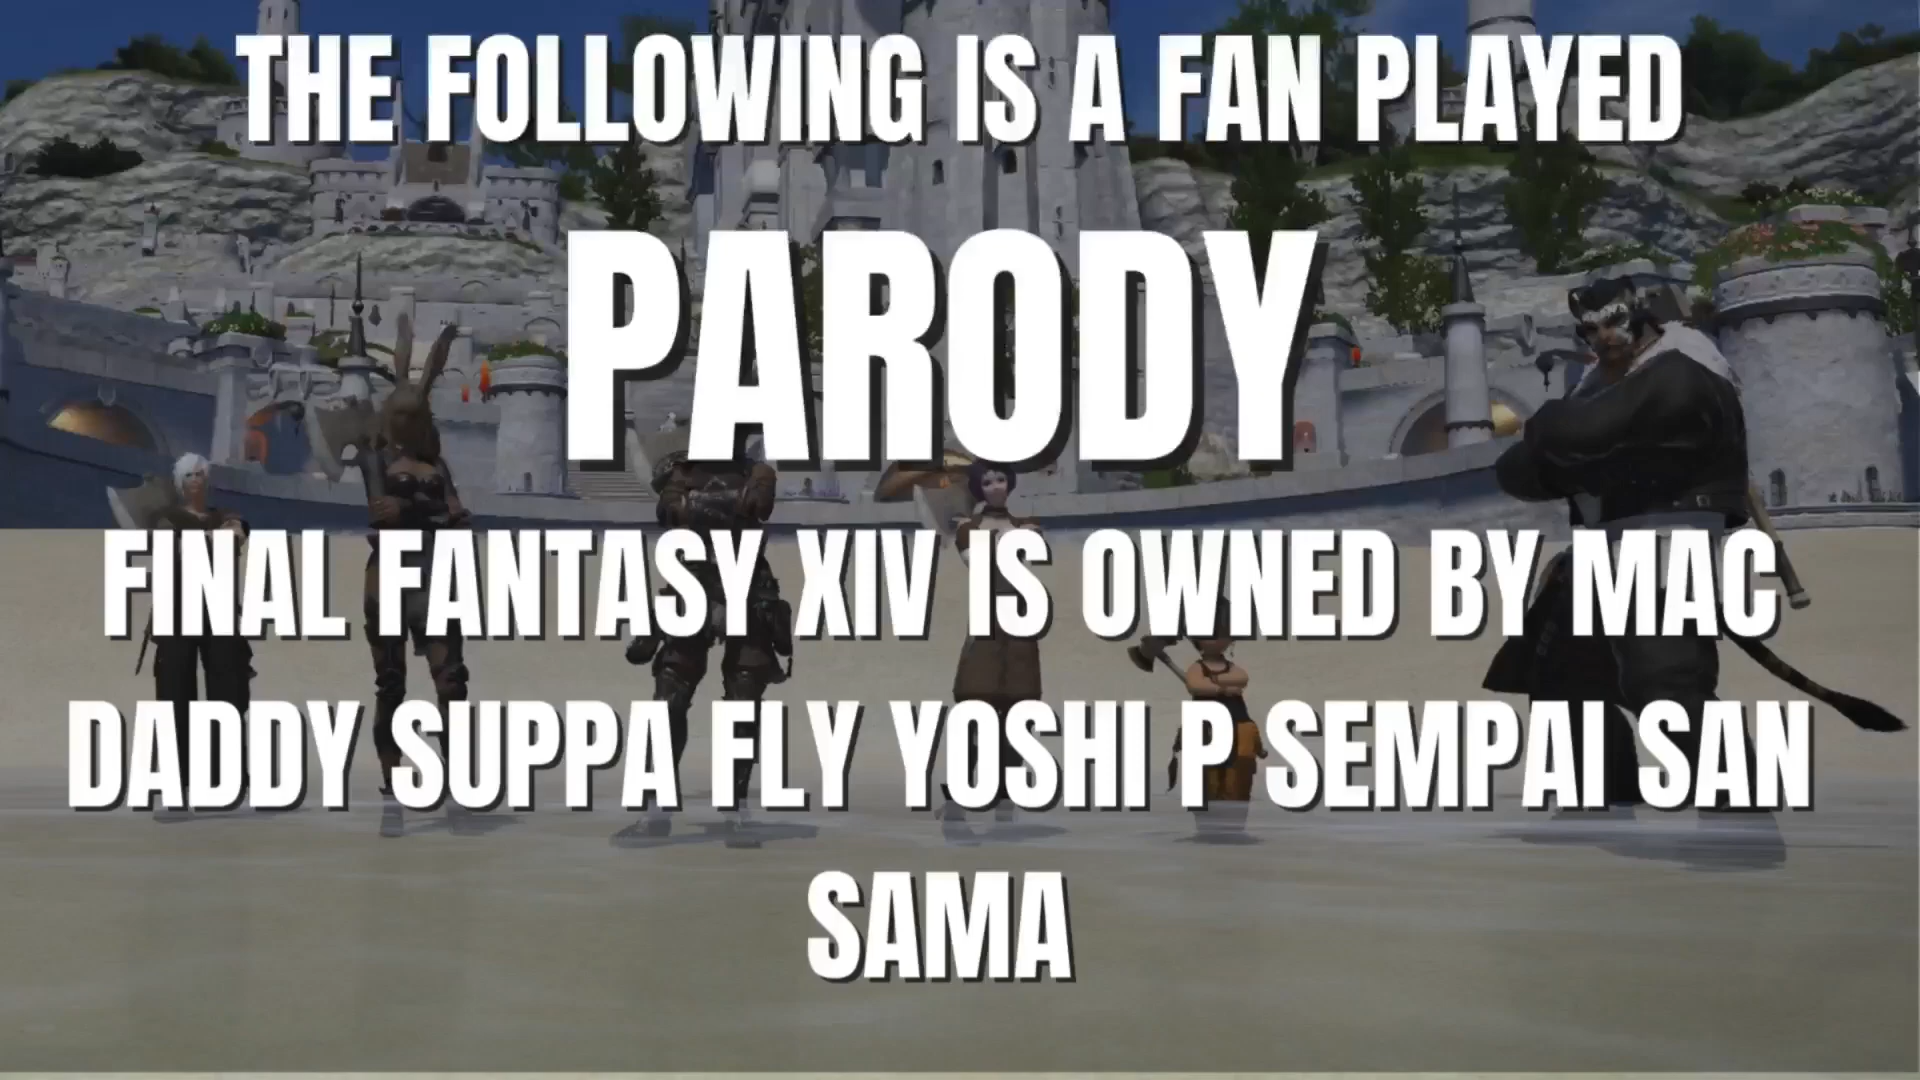 THE FOLLOWING IS A FAN PLAYED
PARODY
FINAL FANTASY XIV IS OWNED BY MAC
DADDY SUPPA FLY YOSHI P SEMPAI SAN
SAMA